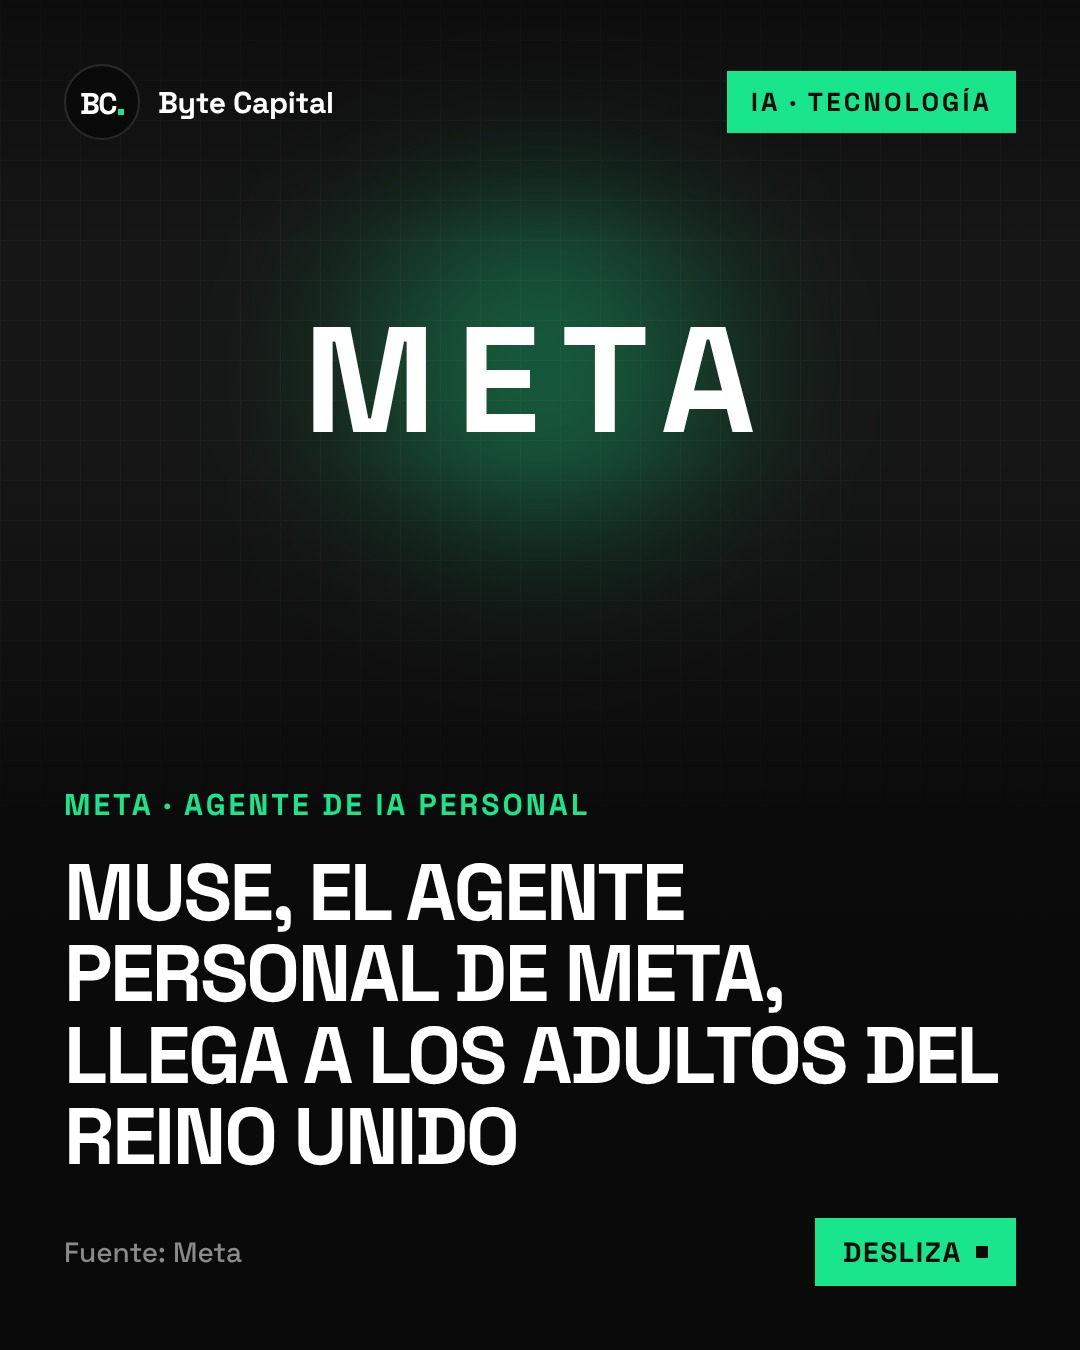 BC.
Byte Capital
IA · TECNOLOGÍA
META
META · AGENTE DE IA PERSONAL
MUSE, EL AGENTE
PERSONAL DE META,
LLEGA A LOS ADULTOS DEL
REINO UNIDO
Fuente: Meta
DESLIZA